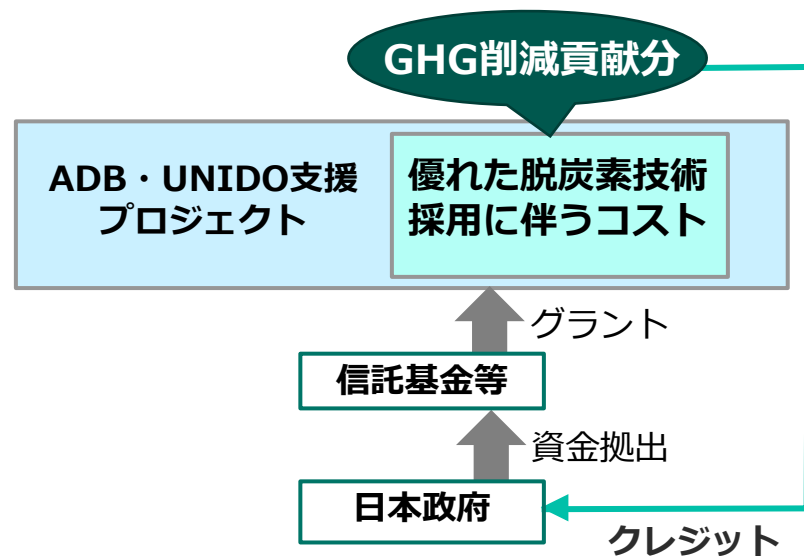 GHG削減貢献分
ADB・UNIDO支援
プロジェクト
優れた脱炭素技術
採用に伴うコスト
グラント
信託基金等
資金拠出
日本政府
クレジット